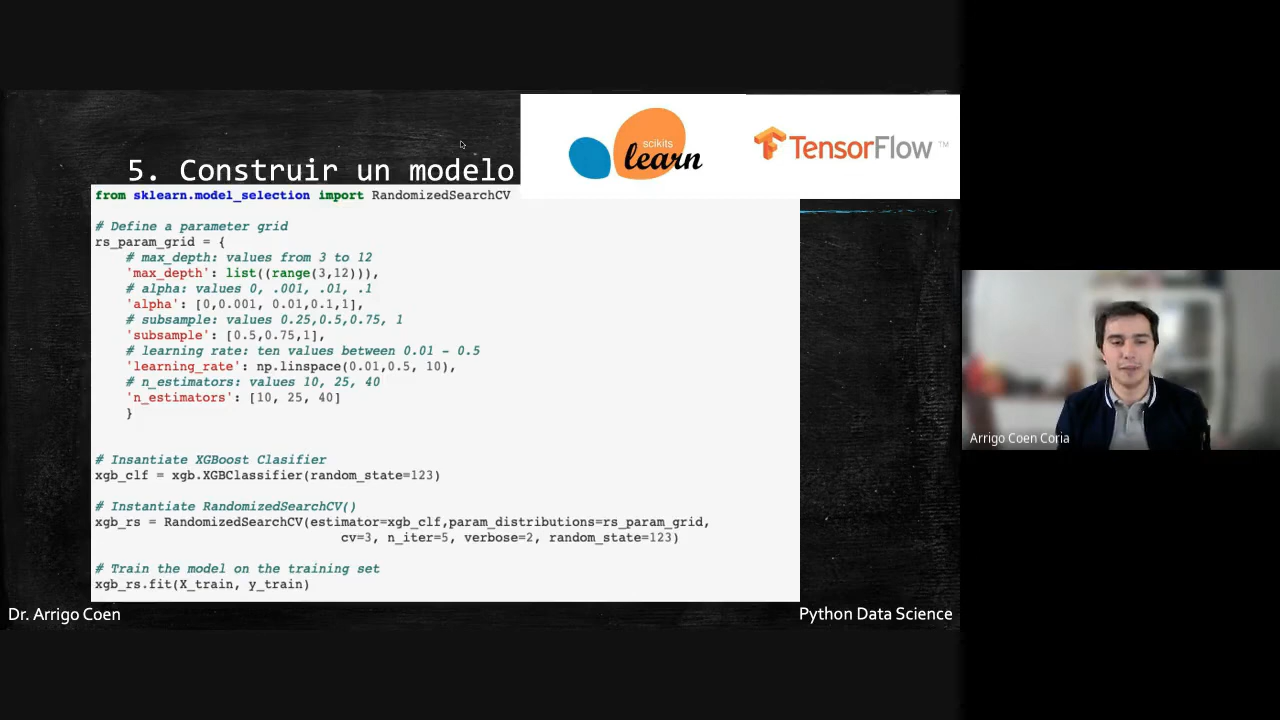 scikits
learn
TensorFlow™
5. Construir un modelo
from sklearn.model_selection import RandomizedSearchCV
# Define a parameter grid
rs_param_grid = {
# max_depth: values from 3 to 12
'max_depth': list((range(3,12))),
# alpha: values 0, .001, .01, .1
'alpha': [0,0.001, 0.01,0.1,1],
# subsample: values 0.25,0.5,0.75, 1
'subsample': [0.5,0.75,1],
# learning rate: ten values between 0.01 - 0.5
'learning_rate': np.linspace(0.01,0.5, 10),
# n_estimators: values 10, 25, 40
'n_estimators': [10, 25, 40]
}
# Insantiate XGBoost Clasifier
xgb_clf = xgb.XGBClassifier(random_state=123)
# Instantiate RandomizedSearchCV()
xgb_rs = RandomizedSearchCV(estimator=xgb_clf,param_distributions=rs_param_grid,
cv=3, n_iter=5, verbose=2, random_state=123)
# Train the model on the training set
xgb_rs.fit(X_train, y_train)
Dr. Arrigo Coen
Python Data Science
Arrigo Coen Coria